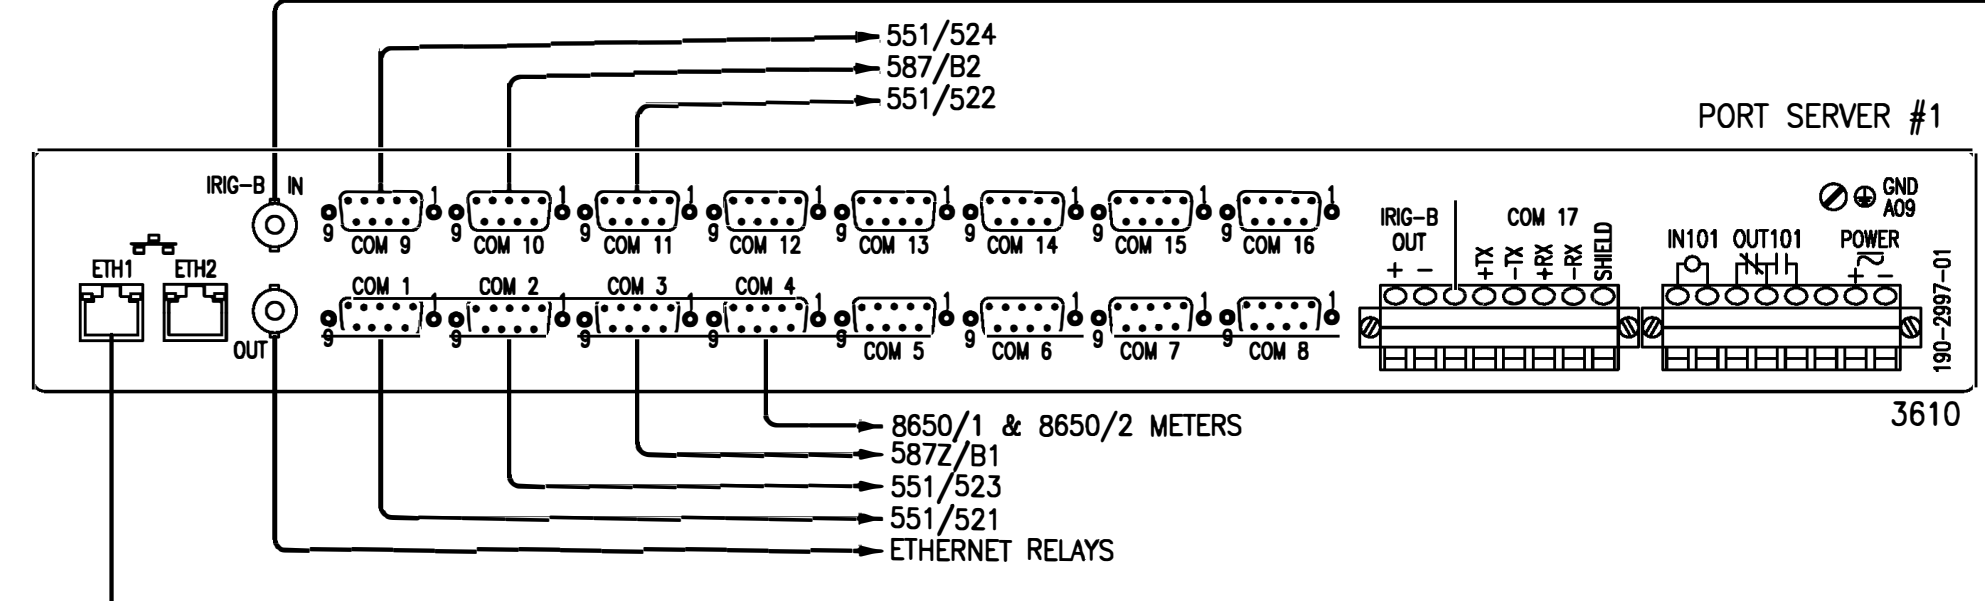 551/524
587/B2
551/522
PORT SERVER #1
IRIG-B IN
1 1 1 1 1 1 1 1
9 9 9 9 9 9 9 9
COM 9 COM 10 COM 11 COM 12 COM 13 COM 14 COM 15 COM 16
GND
A09
IRIG-B
OUT
+ -
COM 17
+TX
-TX
+RX
-RX
SHIELD
IN101 OUT101 POWER
+ -
ETH1 ETH2
COM 1 COM 2 COM 3 COM 4
1 1 1 1 1 1 1 1
9 9 9 9 9 9 9 9
OUT
COM 5 COM 6 COM 7 COM 8
190-2997-01
3610
8650/1 & 8650/2 METERS
587Z/B1
551/523
551/521
ETHERNET RELAYS